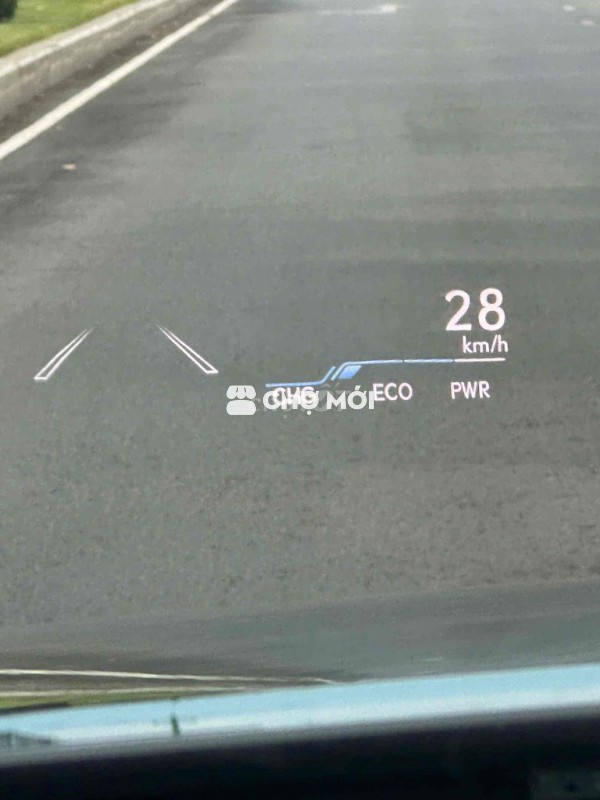 28
km/h
CHG ECO PWR
CHỢ MỚI